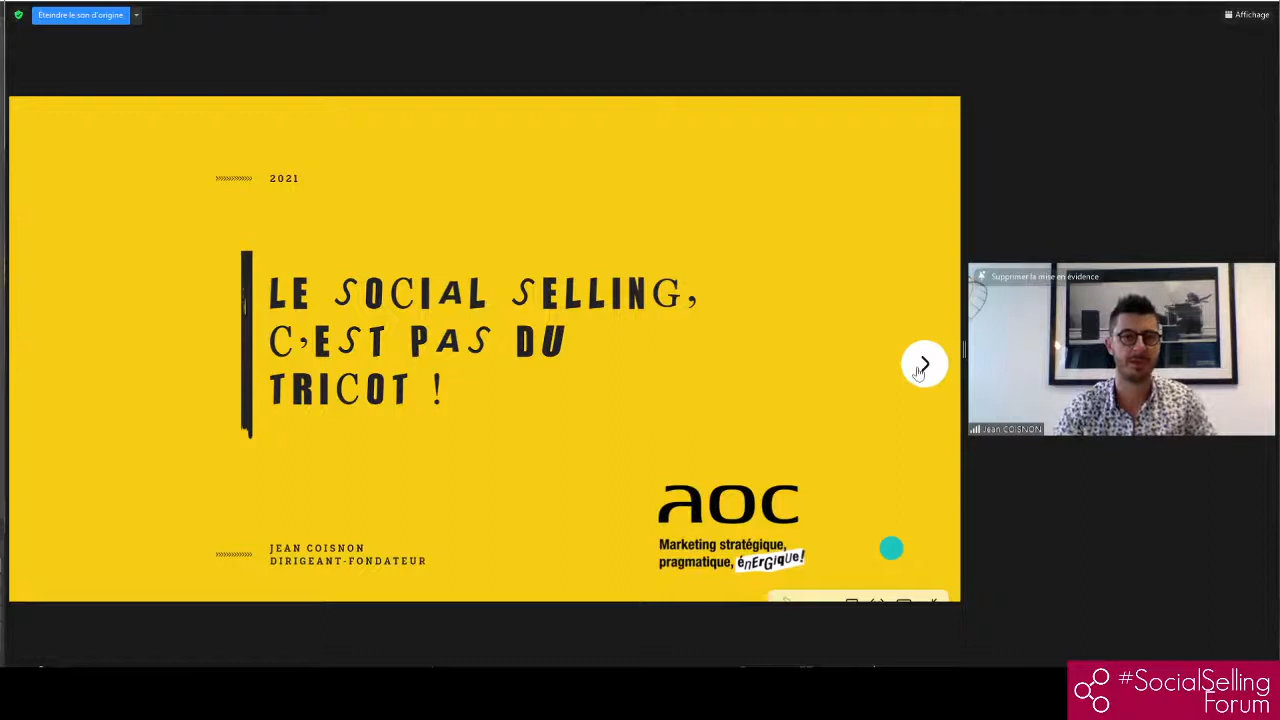 Éteindre le son d'origine
Affichage
2021
LE SOCIAL SELLING,
C'EST PAS DU
TRICOT !
Supprimer la mise en évidence
Jean COISNON
aoc
Marketing stratégique,
pragmatique, énergique!
JEAN COISNON
DIRIGEANT-FONDATEUR
#SocialSelling
Forum